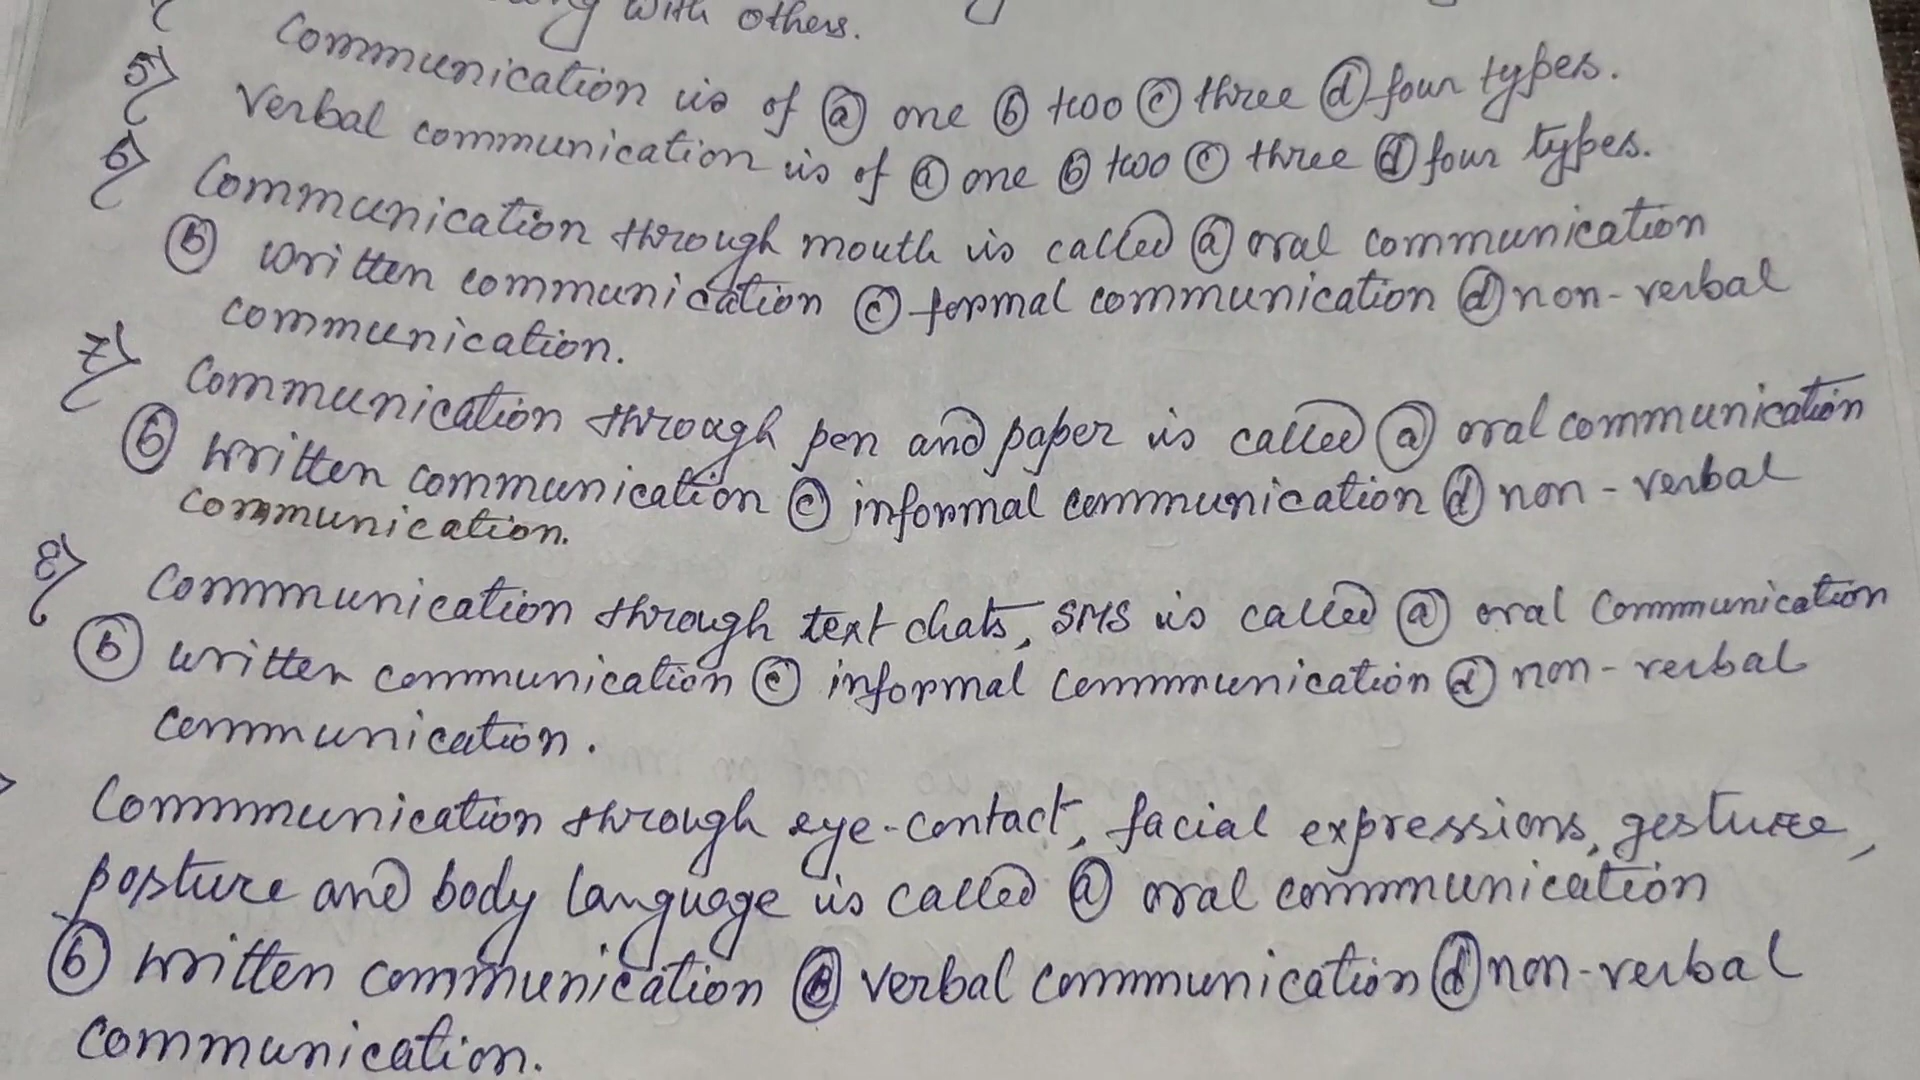 with others.
Communication is of ⓐ one ⓑ two ⓒ three ⓓ four types.
5) Verbal communication is of ⓐ one ⓑ two ⓒ three ⓓ four types.
6) Communication through mouth is called ⓐ oral communication
ⓑ written communication ⓒ formal communication ⓓ non-verbal
communication.
7) Communication through pen and paper is called ⓐ oral communication
ⓑ written communication ⓒ informal communication ⓓ non-verbal
communication.
8) Communication through text chats, SMS is called ⓐ oral Communication
ⓑ written communication ⓒ informal communication ⓓ non-verbal
communication.
Communication through eye-contact, facial expressions, gesture,
posture and body language is called ⓐ oral communication
ⓑ written communication ⓒ verbal communication ⓓ non-verbal
communication.